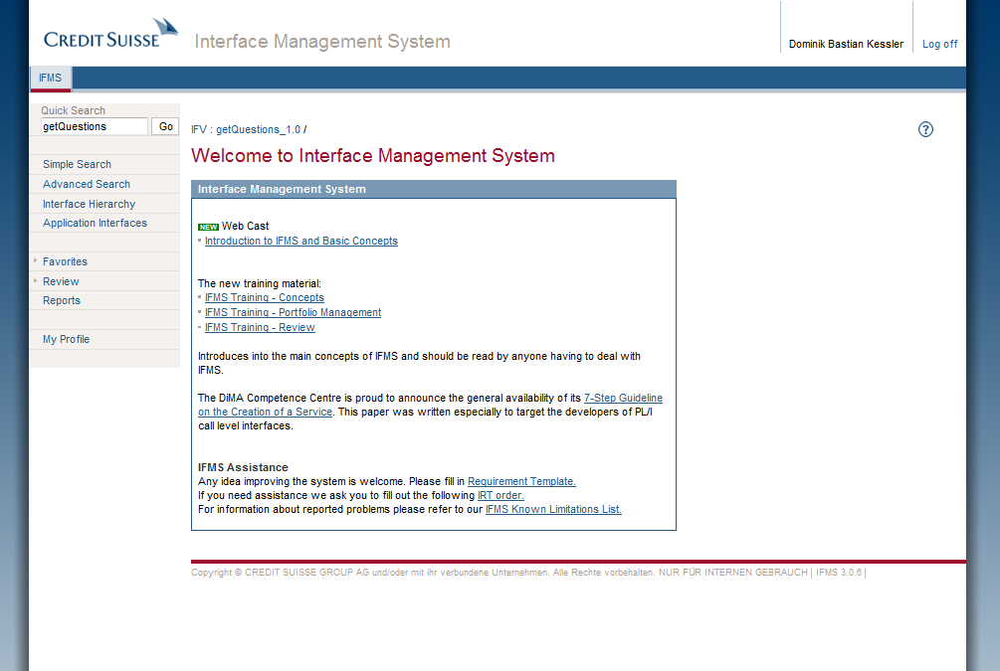 CREDIT SUISSE
Interface Management System
Dominik Bastian Kessler
Log off
IFMS
Quick Search
getQuestions
Go
Simple Search
Advanced Search
Interface Hierarchy
Application Interfaces
Favorites
Review
Reports
My Profile
IFV : getQuestions_1.0 /
?
Welcome to Interface Management System
Interface Management System
NEW Web Cast
Introduction to IFMS and Basic Concepts
The new training material:
IFMS Training - Concepts
IFMS Training - Portfolio Management
IFMS Training - Review
Introduces into the main concepts of IFMS and should be read by anyone having to deal with
IFMS.
The DiMA Competence Centre is proud to announce the general availability of its 7-Step Guideline
on the Creation of a Service. This paper was written especially to target the developers of PL/I
call level interfaces.
IFMS Assistance
Any idea improving the system is welcome. Please fill in Requirement Template.
If you need assistance we ask you to fill out the following IRT order.
For information about reported problems please refer to our IFMS Known Limitations List.
Copyright © CREDIT SUISSE GROUP AG und/oder mit ihr verbundene Unternehmen. Alle Rechte vorbehalten. NUR FÜR INTERNEN GEBRAUCH | IFMS 3.0.6 |